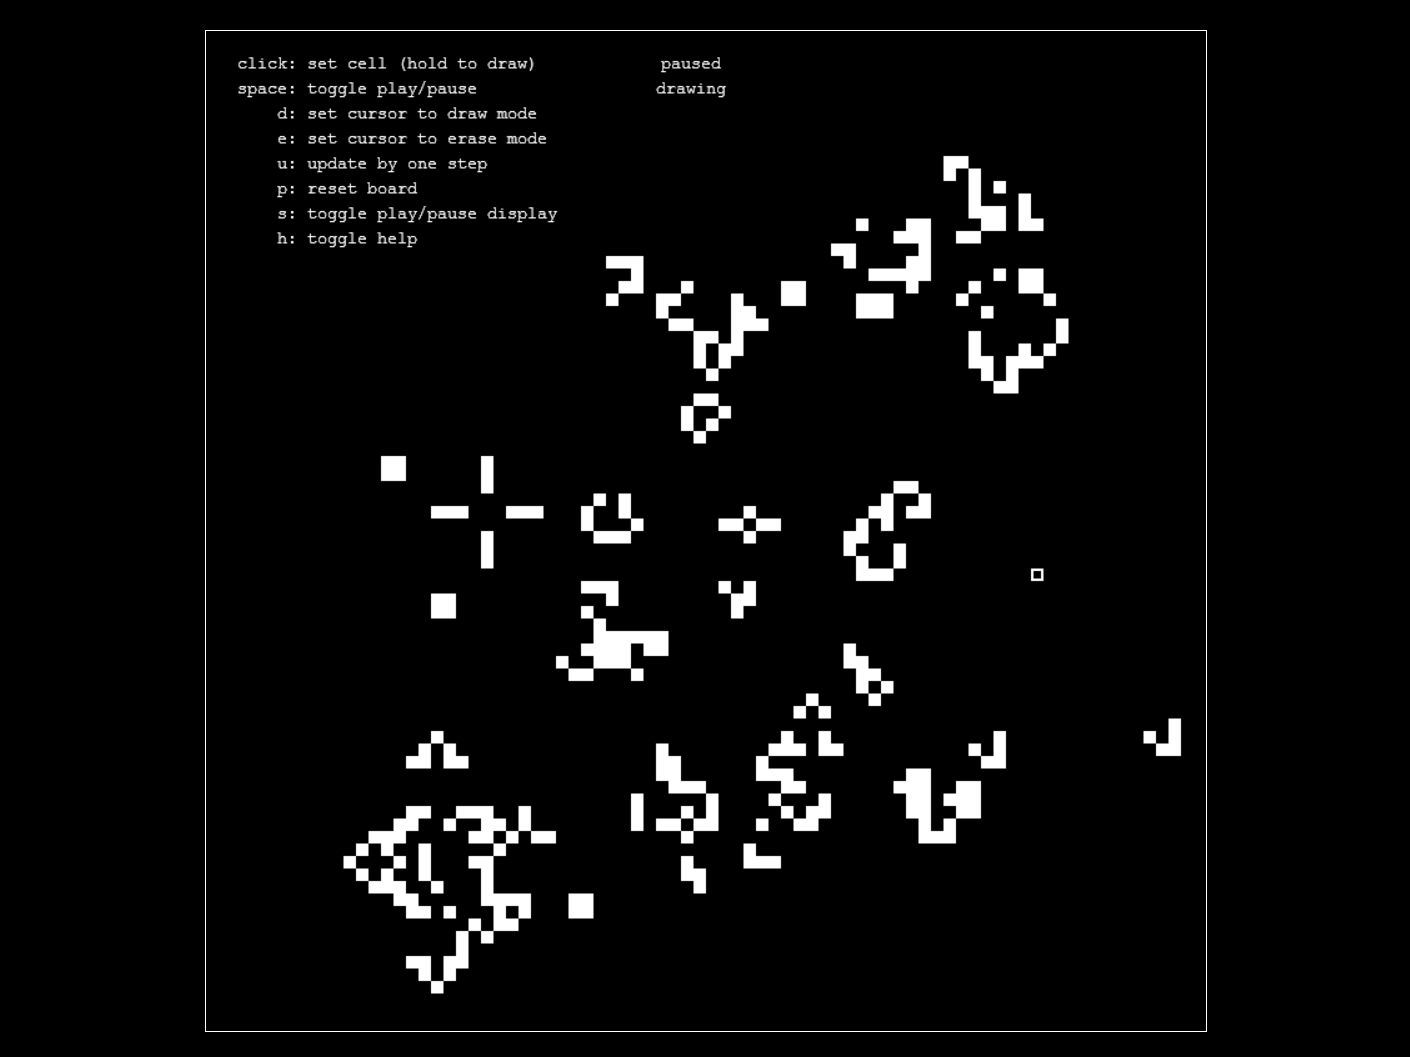 click: set cell (hold to draw)
space: toggle play/pause
d: set cursor to draw mode
e: set cursor to erase mode
u: update by one step
p: reset board
s: toggle play/pause display
h: toggle help
paused
drawing